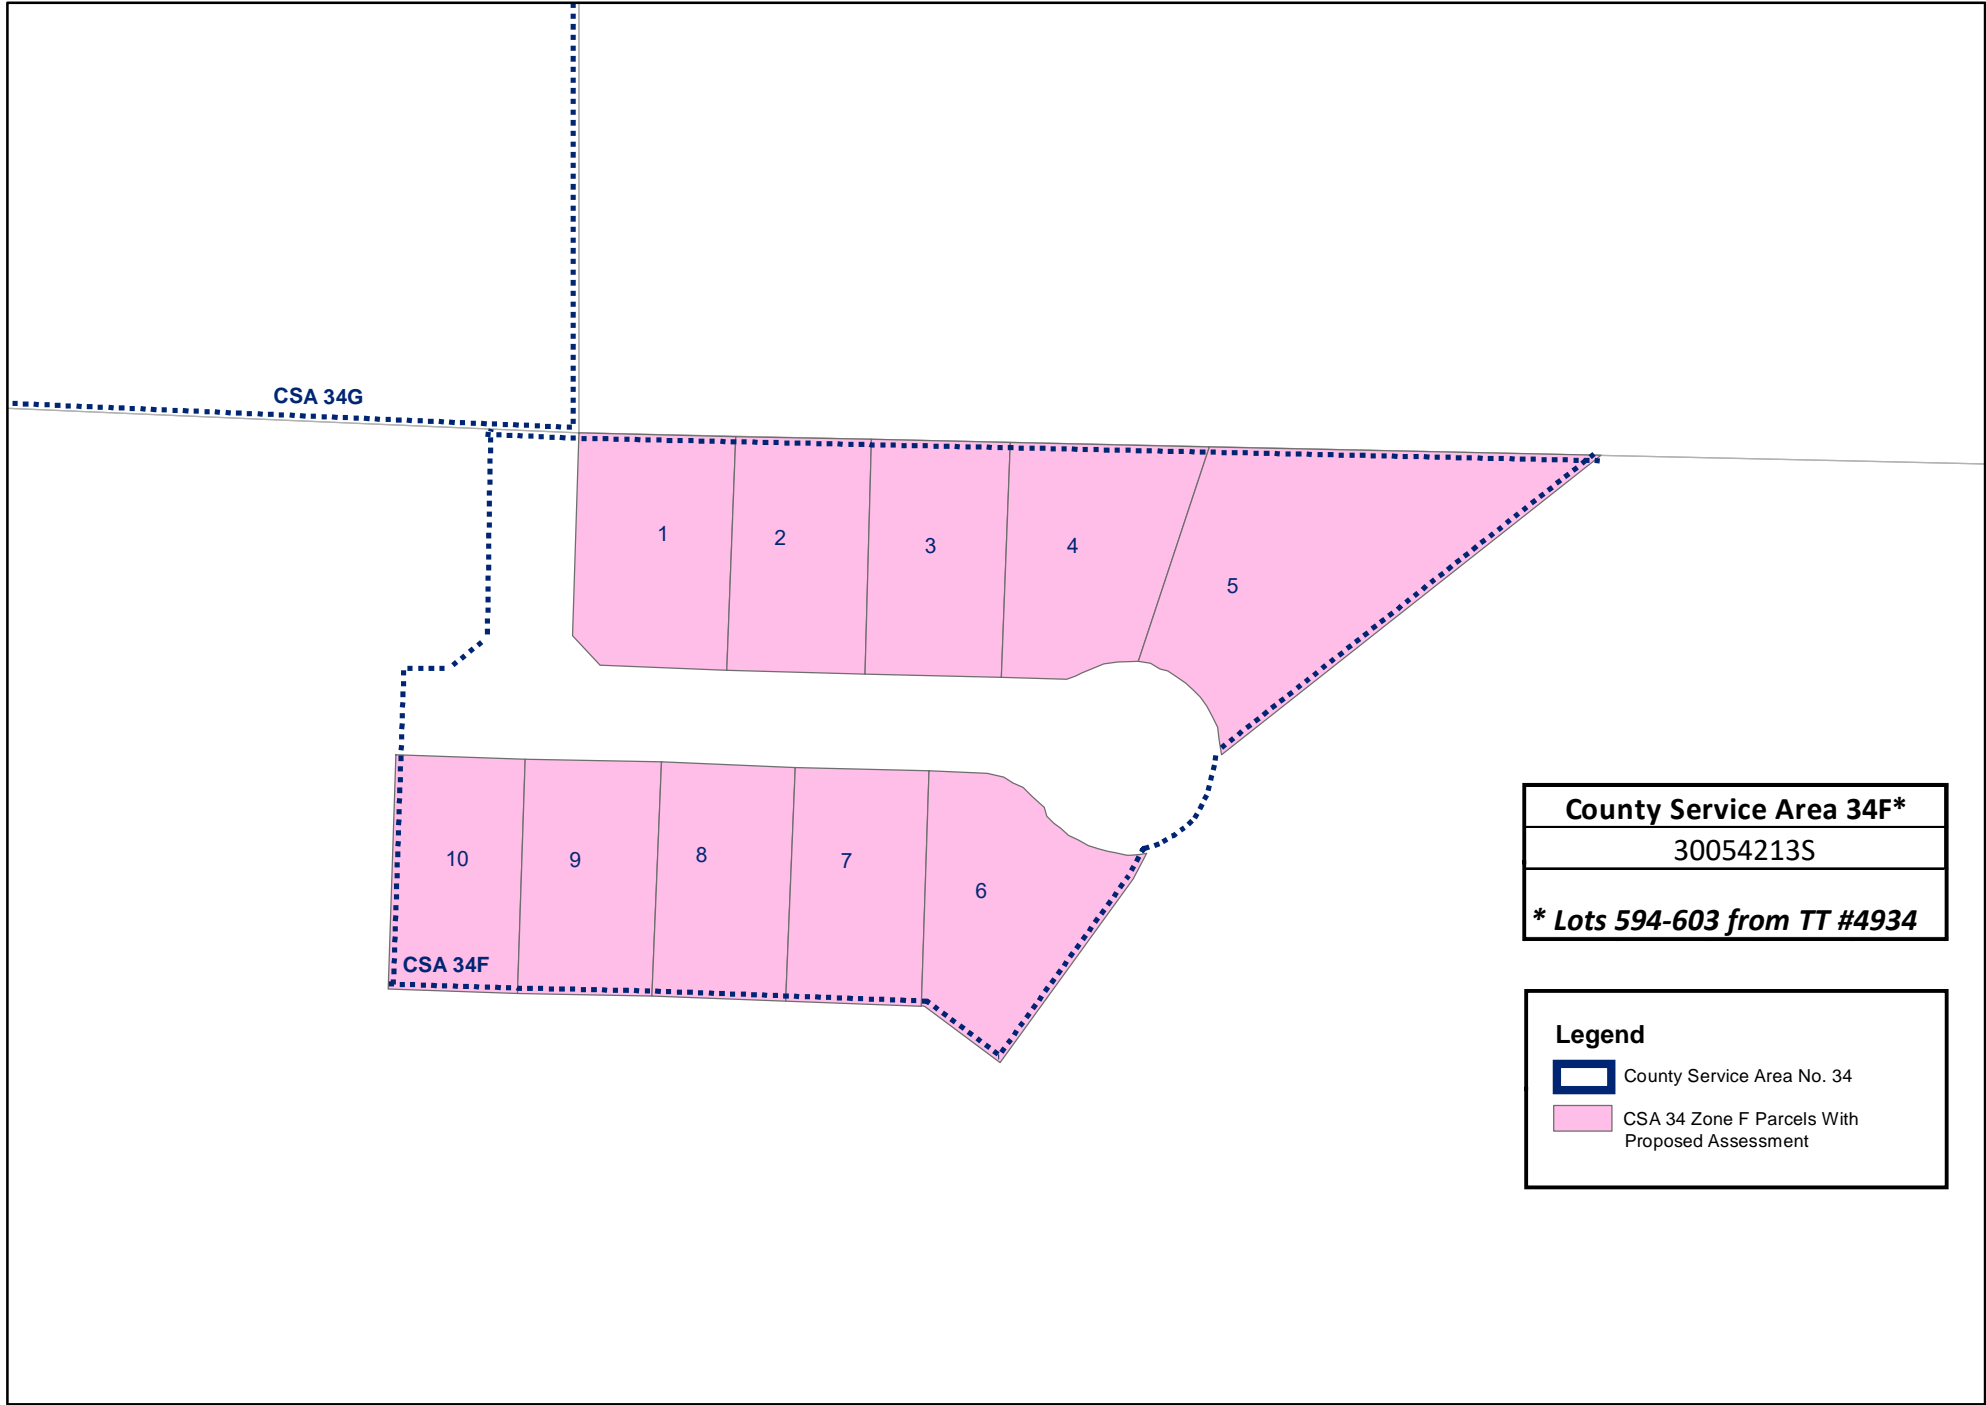 CSA 34G
1
2
3
4
5
10
9
8
7
6
CSA 34F
County Service Area 34F*
30054213S
* Lots 594-603 from TT #4934
Legend
County Service Area No. 34
CSA 34 Zone F Parcels With
Proposed Assessment